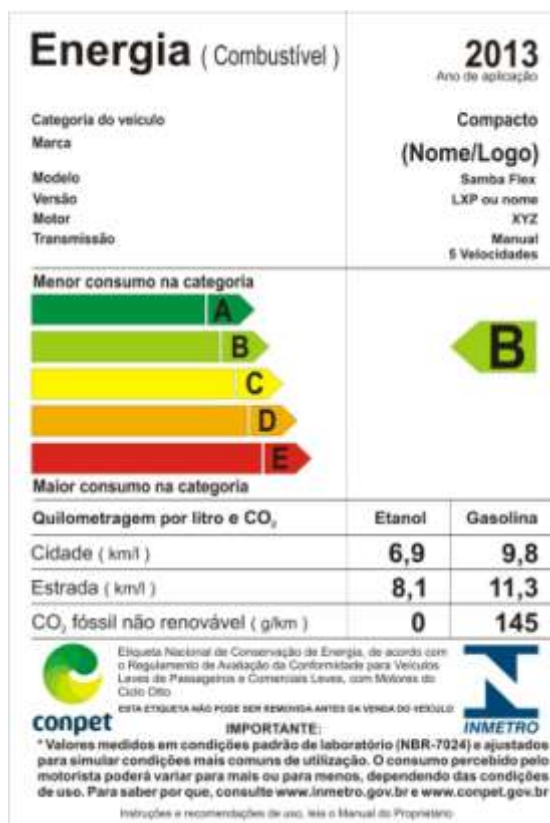 Energia ( Combustível )
2013
Ano de aplicação
Categoria do veículo
Compacto
Marca
(Nome/Logo)
Modelo
Samba Flex
Versão
LXP ou nome
Motor
XYZ
Transmissão
Manual
5 Velocidades
Menor consumo na categoria
A
B
B
C
D
E
Maior consumo na categoria
Quilometragem por litro e CO₂ Etanol Gasolina
Cidade ( km/l ) 6,9 9,8
Estrada ( km/l ) 8,1 11,3
CO₂ fóssil não renovável ( g/km ) 0 145
Etiqueta Nacional de Conservação de Energia, de acordo com
o Regulamento de Avaliação da Conformidade para Veículos
Leves de Passageiros e Comerciais Leves, com Motores do
Ciclo Otto
ESTA ETIQUETA NÃO PODE SER REMOVIDA ANTES DA VENDA DO VEÍCULO
conpet
INMETRO
IMPORTANTE:
* Valores medidos em condições padrão de laboratório (NBR-7024) e ajustados
para simular condições mais comuns de utilização. O consumo percebido pelo
motorista poderá variar para mais ou para menos, dependendo das condições
de uso. Para saber por que, consulte www.inmetro.gov.br e www.conpet.gov.br
Instruções e recomendações de uso, leia o Manual do Proprietário